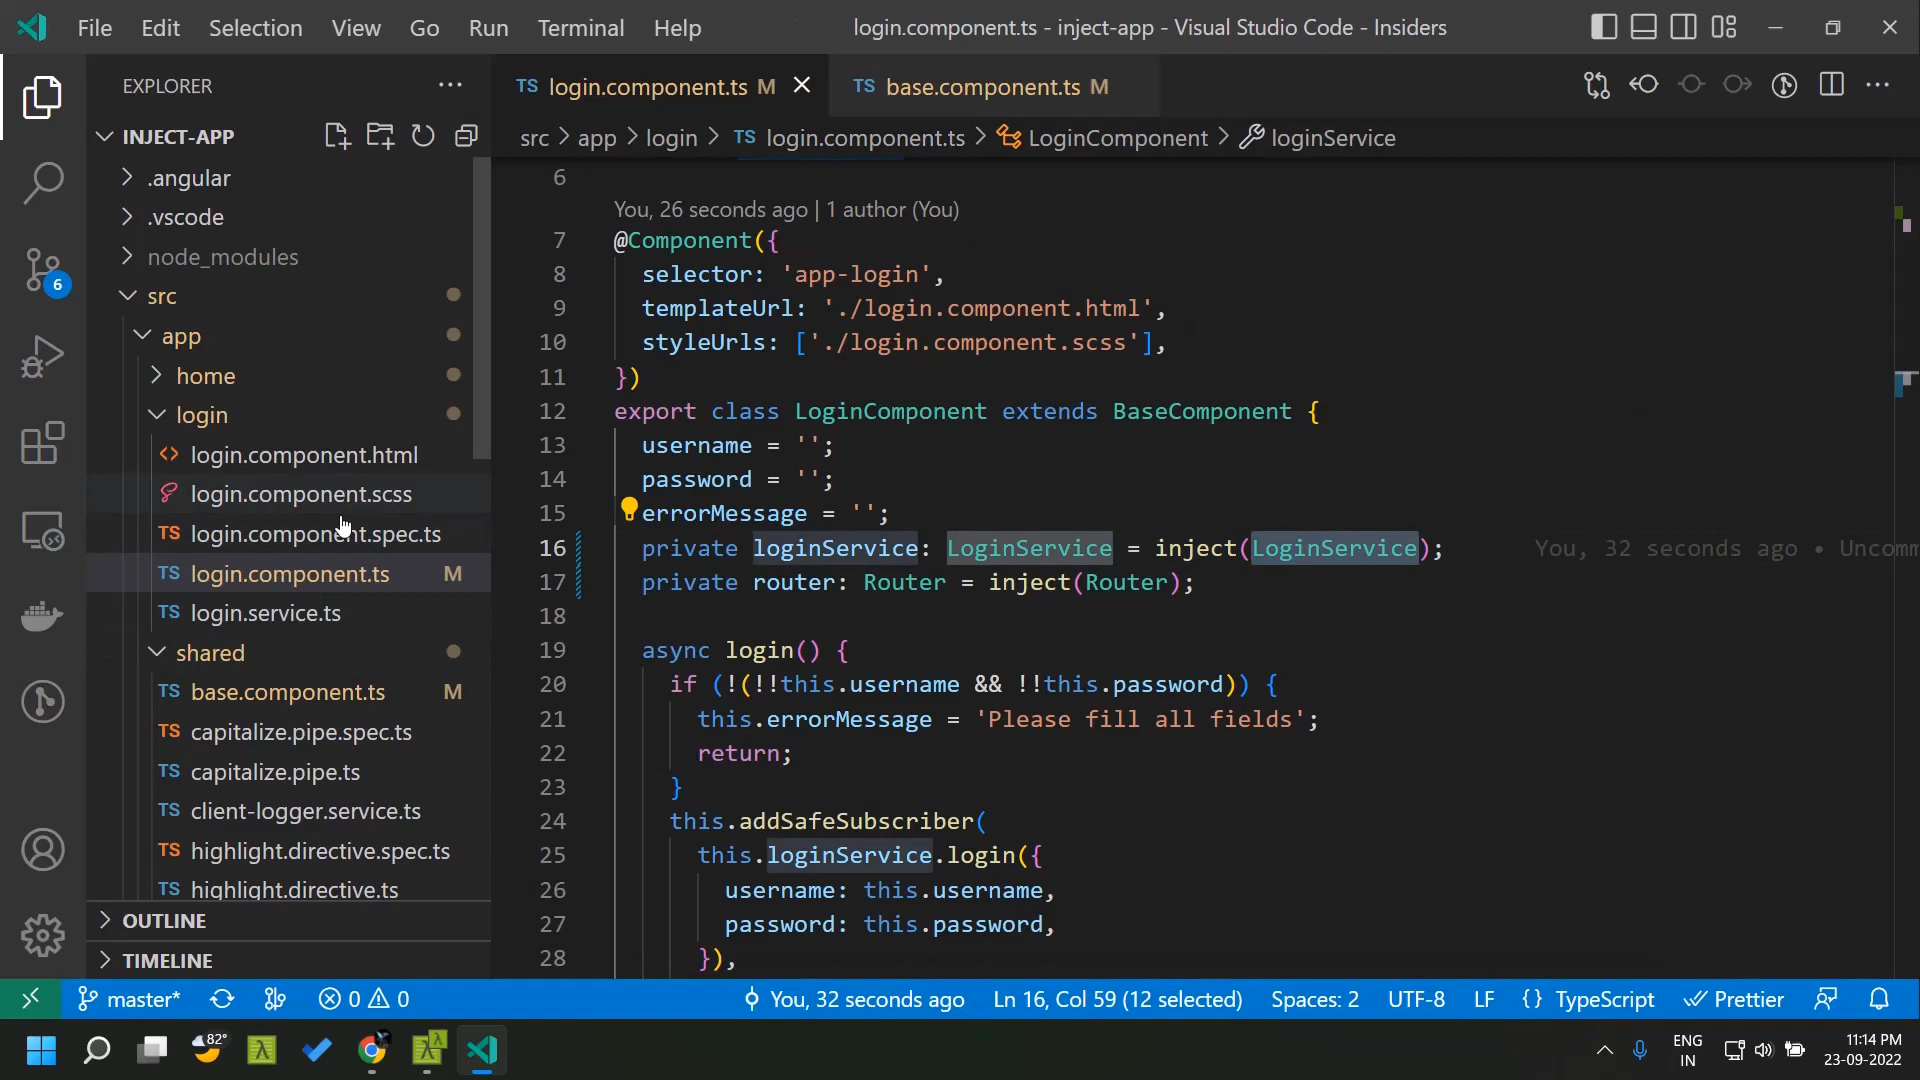 File Edit Selection View Go Run Terminal Help
login.component.ts - inject-app - Visual Studio Code - Insiders
EXPLORER
INJECT-APP
.angular
.vscode
node_modules
src
app
home
login
login.component.html
login.component.scss
login.component.spec.ts
TS login.component.ts M
TS login.service.ts
shared
TS base.component.ts M
TS capitalize.pipe.spec.ts
TS capitalize.pipe.ts
TS client-logger.service.ts
TS highlight.directive.spec.ts
TS highlight.directive.ts
OUTLINE
TIMELINE
6
TS login.component.ts M
TS base.component.ts M
src > app > login > TS login.component.ts > LoginComponent > loginService
6
You, 26 seconds ago | 1 author (You)
7 @Component({
8 selector: 'app-login',
9 templateUrl: './login.component.html',
10 styleUrls: ['./login.component.scss'],
11 })
12 export class LoginComponent extends BaseComponent {
13 username = '';
14 password = '';
15 errorMessage = '';
16 private loginService: LoginService = inject(LoginService); You, 32 seconds ago • Uncomm
17 private router: Router = inject(Router);
18
19 async login() {
20 if (!(!!this.username && !!this.password)) {
21 this.errorMessage = 'Please fill all fields';
22 return;
23 }
24 this.addSafeSubscriber(
25 this.loginService.login({
26 username: this.username,
27 password: this.password,
28 }),
master* 0 0 You, 32 seconds ago Ln 16, Col 59 (12 selected) Spaces: 2 UTF-8 LF {} TypeScript Prettier
82°
ENG
IN
11:14 PM
23-09-2022